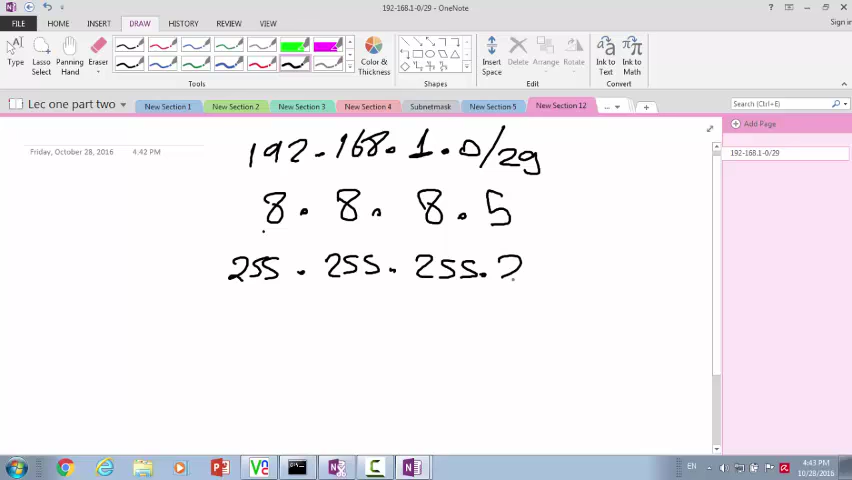 192-168.1-0/29 - OneNote
FILE HOME INSERT DRAW HISTORY REVIEW VIEW
Sign in
Type Lasso Select Panning Hand Eraser Color & Thickness Insert Space Delete Arrange Rotate Ink to Text Ink to Math
Tools Shapes Edit Convert
Lec one part two New Section 1 New Section 2 New Section 3 New Section 4 Subnetmask New Section 5 New Section 12 ... Search (Ctrl+E)
Add Page
192-168.1-0/29
Friday, October 28, 2016 4:42 PM
192.168.1.0/29
8.8.8.5
255.255.255.?
EN 4:43 PM
10/28/2016